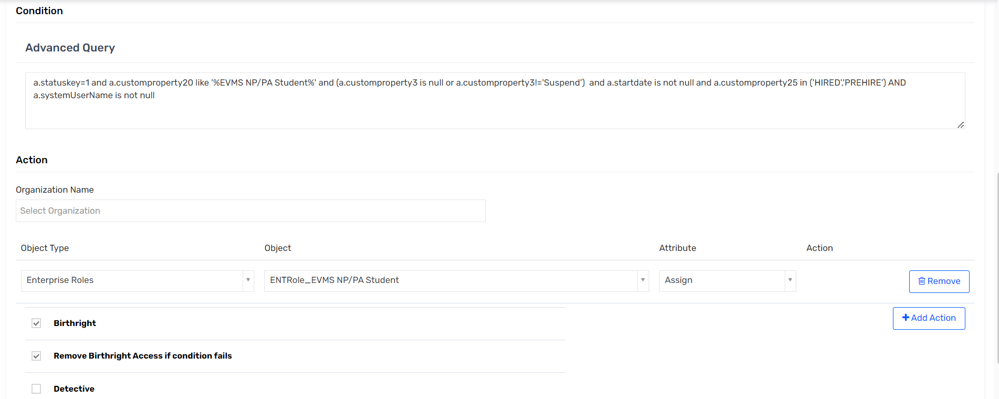 Condition
Advanced Query
a.statuskey=1 and a.customproperty20 like '%EVMS NP/PA Student%' and (a.customproperty3 is null or a.customproperty3!='Suspend')  and a.startdate is not null and a.customproperty25 in ('HIRED','PREHIRE') AND
a.systemUserName is not null
Action
Organization Name
Select Organization
Object Type Object Attribute Action
Enterprise Roles ENTRole_EVMS NP/PA Student Assign Remove
Birthright Add Action
Remove Birthright Access if condition fails
Detective